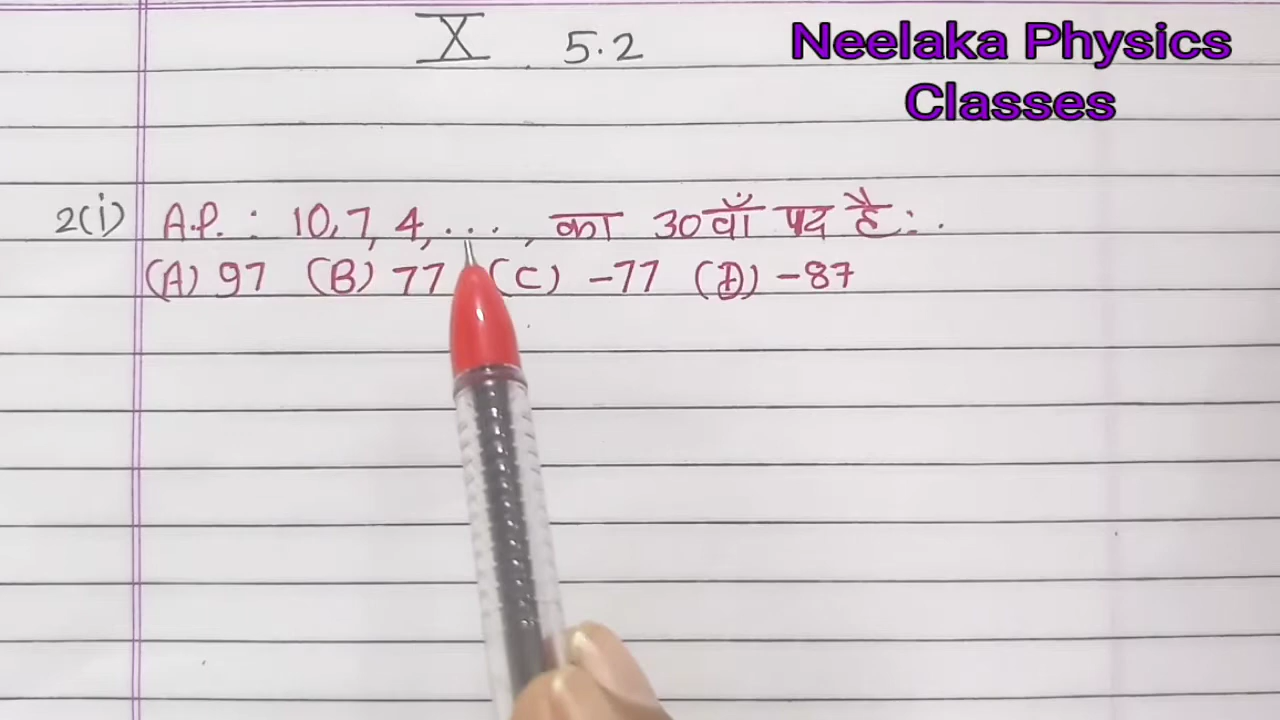 X 5.2
Neelaka Physics
Classes
2(i) A.P. : 10, 7, 4, ..., का 30वाँ पद है:.
(A) 97 (B) 77 (C) -77 (D) -87